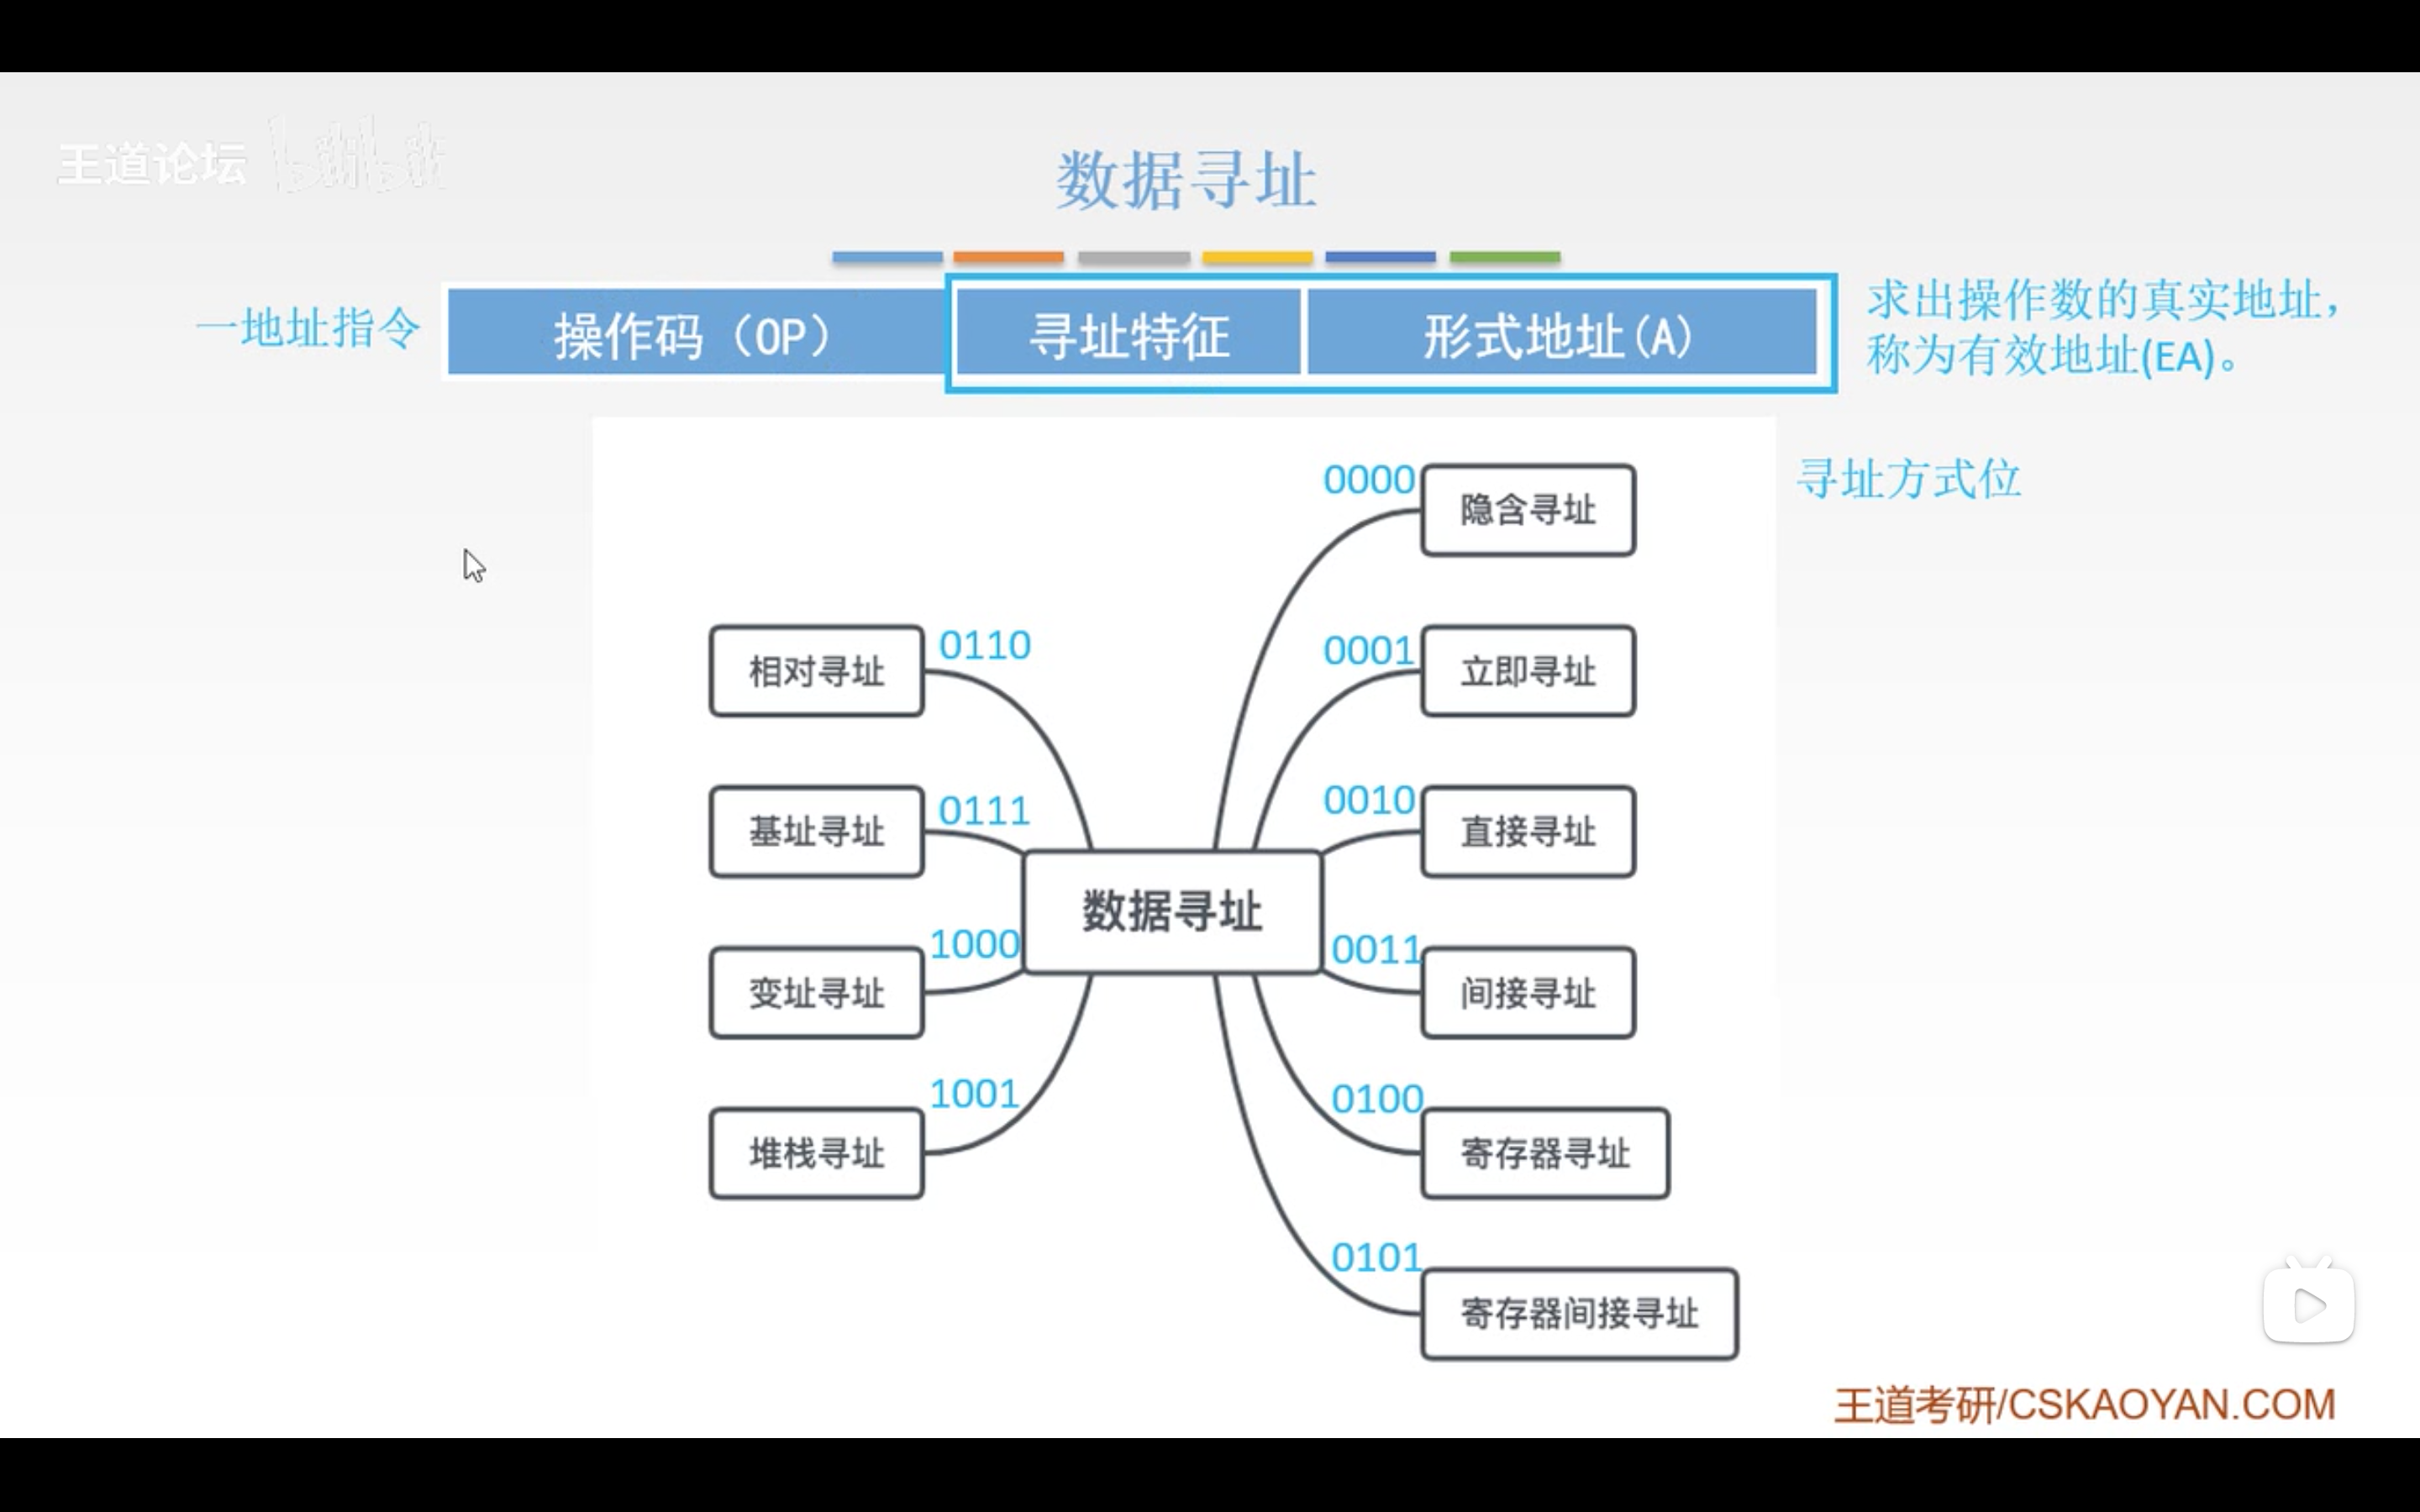 王道论坛 bilibili
数据寻址
一地址指令
操作码（OP）
寻址特征
形式地址(A)
求出操作数的真实地址，
称为有效地址(EA)。
寻址方式位
0000
隐含寻址
0001
立即寻址
0010
直接寻址
0011
间接寻址
0100
寄存器寻址
0101
寄存器间接寻址
数据寻址
相对寻址
0110
基址寻址
0111
变址寻址
1000
堆栈寻址
1001
王道考研/CSKAOYAN.COM